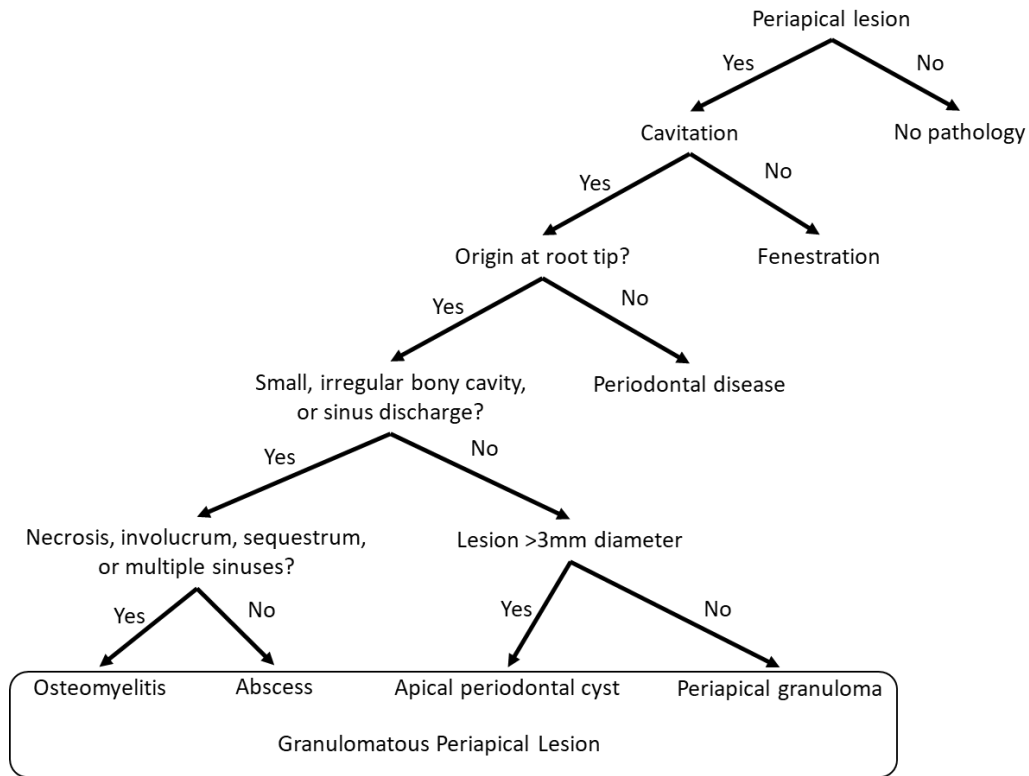 Periapical lesion
Yes
No
Cavitation
No pathology
Yes
No
Origin at root tip?
Fenestration
Yes
No
Small, irregular bony cavity,
or sinus discharge?
Periodontal disease
Yes
No
Necrosis, involucrum, sequestrum,
or multiple sinuses?
Lesion >3mm diameter
Yes
No
Yes
No
Osteomyelitis
Abscess
Apical periodontal cyst
Periapical granuloma
Granulomatous Periapical Lesion